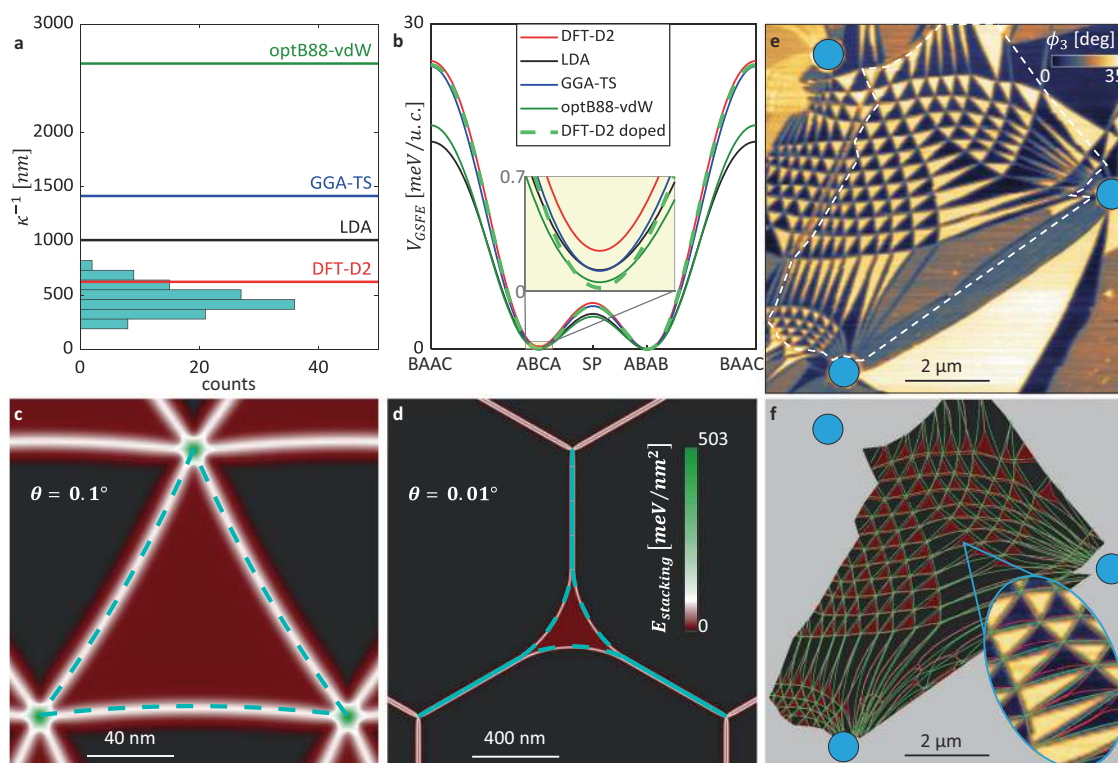 a
3000
2500
2000
1500
1000
500
0
κ⁻¹ [nm]
optB88-vdW
GGA-TS
LDA
DFT-D2
0
20
40
counts
b
30
V_GSFE [meV/u.c.]
DFT-D2
LDA
GGA-TS
optB88-vdW
DFT-D2 doped
0.7
0
0
BAAC
ABCA
SP
ABAB
BAAC
c
θ = 0.1°
40 nm
d
θ = 0.01°
503
E_stacking [meV/nm²]
0
400 nm
e
ϕ₃ [deg]
0
35
2 μm
f
2 μm